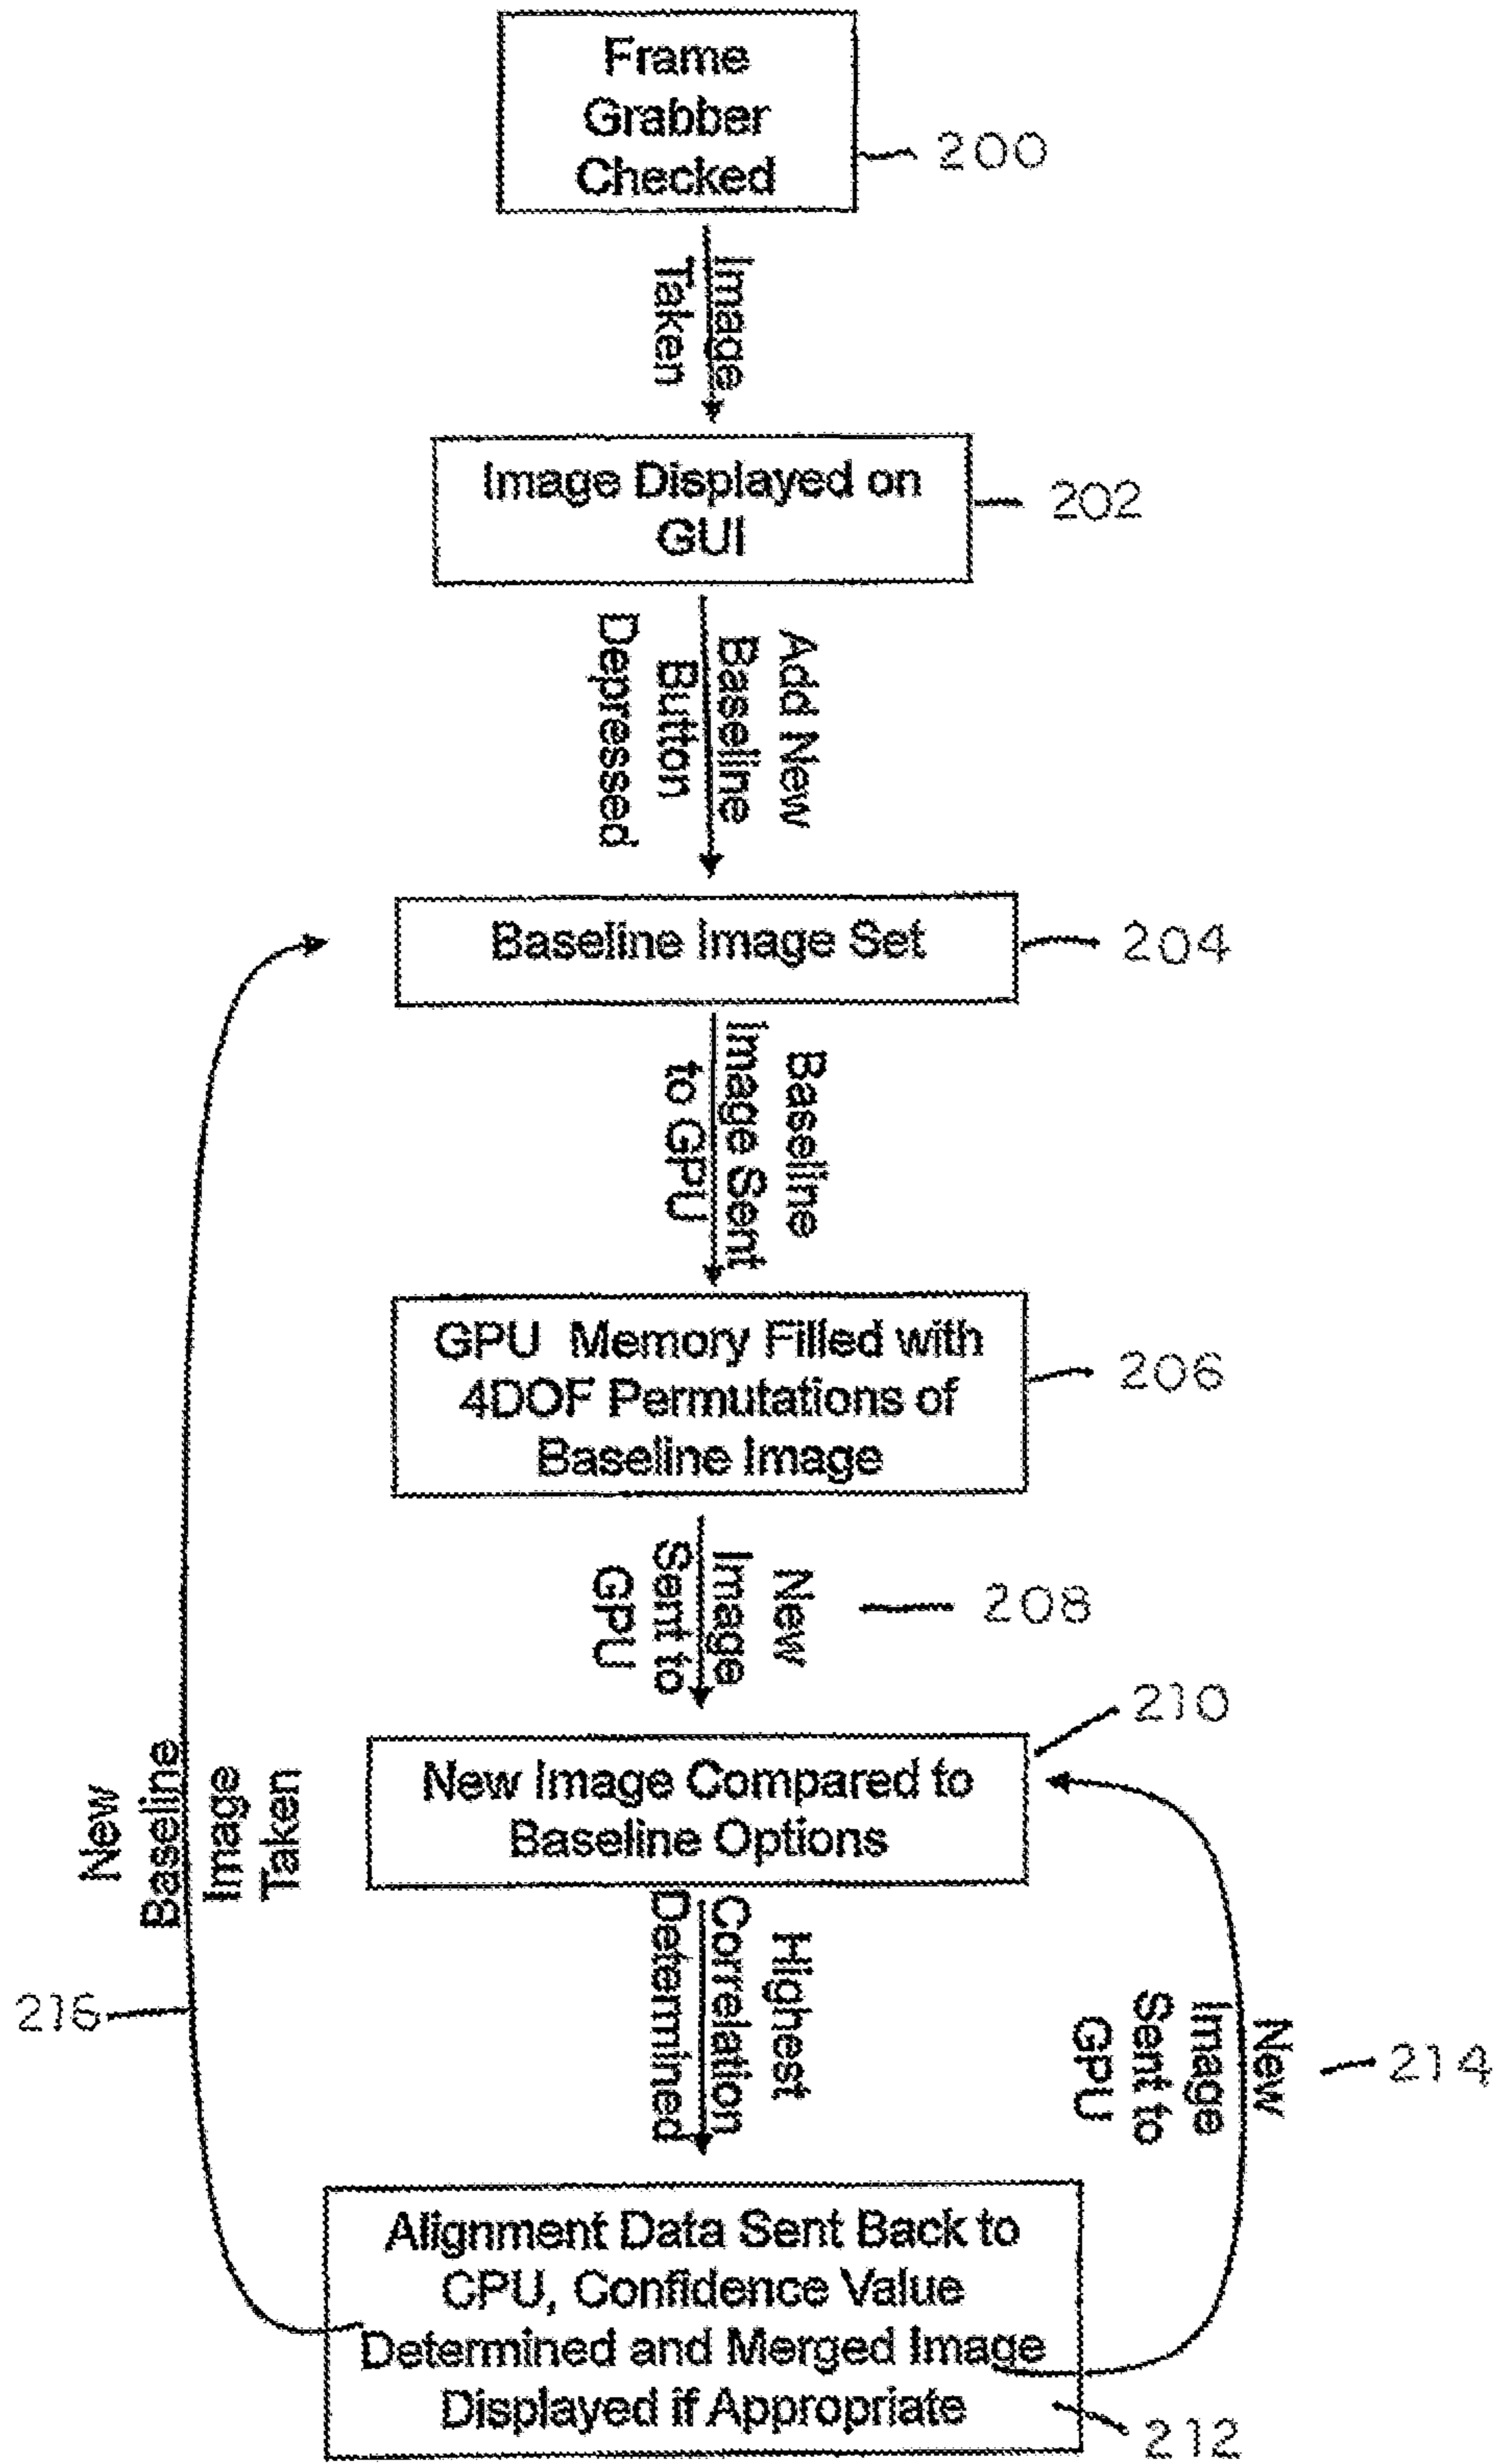 Frame
Grabber
Checked
200
Image
Taken
Image Displayed on
GUI
202
Add New
Baseline
Button
Depressed
Baseline Image Set
204
Baseline
Image Sent
to GPU
GPU Memory Filled with
4DOF Permutations of
Baseline Image
206
New
Image
Sent to
GPU
208
210
New Image Compared to
Baseline Options
Highest
Correlation
Determined
New
Baseline
Image
Taken
216
New
Image
Sent to
GPU
214
Alignment Data Sent Back to
CPU, Confidence Value
Determined and Merged Image
Displayed if Appropriate
212